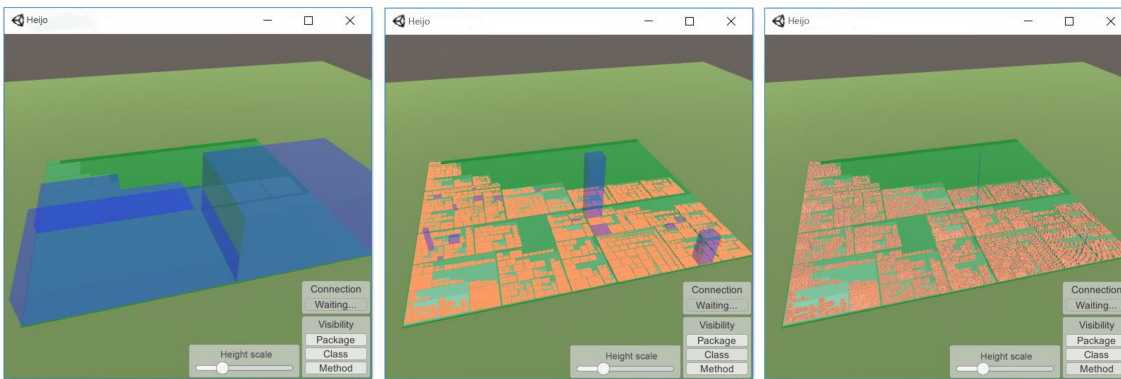 Heijo
Connection
Waiting...
Visibility
Package
Class
Method
Height scale
Heijo
Connection
Waiting...
Visibility
Package
Class
Method
Height scale
Heijo
Connection
Waiting...
Visibility
Package
Class
Method
Height scale